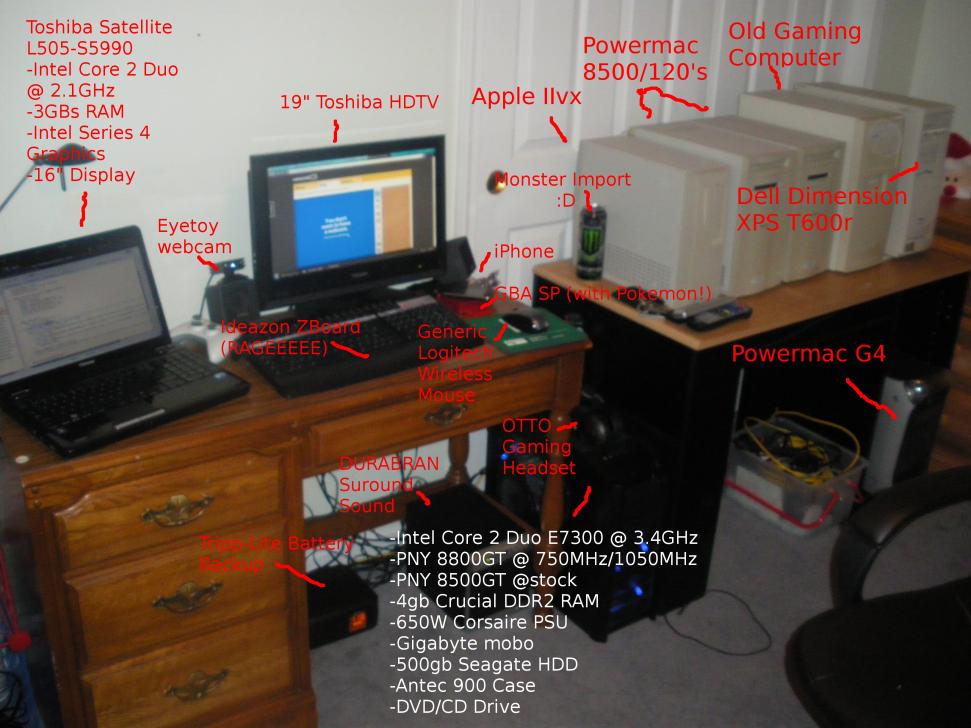 Toshiba Satellite
L505-S5990
-Intel Core 2 Duo
@ 2.1GHz
-3GBs RAM
-Intel Series 4
Graphics
-16" Display
19" Toshiba HDTV
Apple IIvx
Powermac
8500/120's
Old Gaming
Computer
Monster Import
:D
Dell Dimension
XPS T600r
Eyetoy
webcam
iPhone
GBA SP (with Pokemon!)
Ideazon ZBoard
(RAGEEEEE)
Generic
Logitech
Wireless
Mouse
Powermac G4
OTTO
Gaming
Headset
DURABRAN
Suround
Sound
Tripp-Lite Battery
Backup
-Intel Core 2 Duo E7300 @ 3.4GHz
-PNY 8800GT @ 750MHz/1050MHz
-PNY 8500GT @stock
-4gb Crucial DDR2 RAM
-650W Corsaire PSU
-Gigabyte mobo
-500gb Seagate HDD
-Antec 900 Case
-DVD/CD Drive